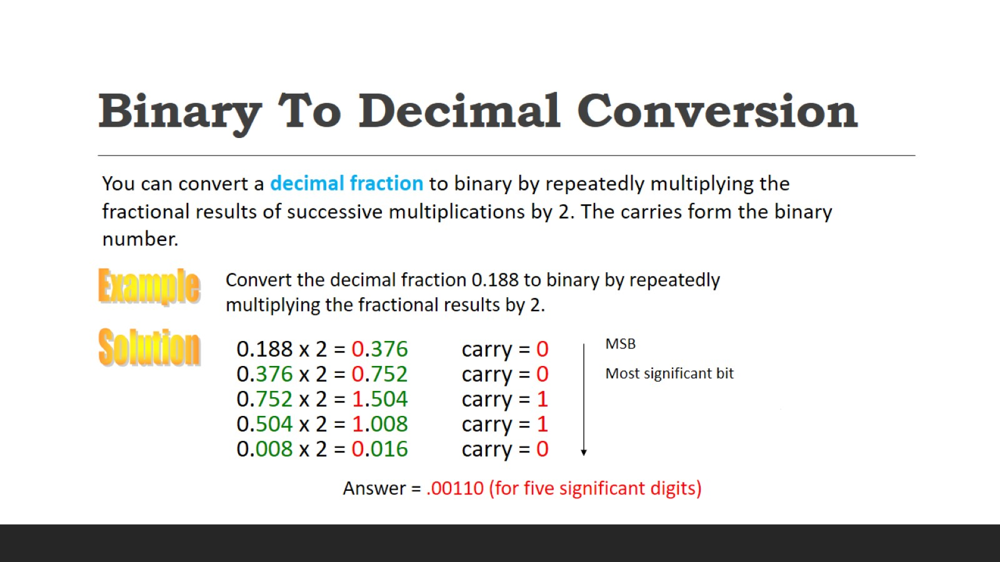 Binary To Decimal Conversion
You can convert a decimal fraction to binary by repeatedly multiplying the
fractional results of successive multiplications by 2. The carries form the binary
number.
Example
Convert the decimal fraction 0.188 to binary by repeatedly
multiplying the fractional results by 2.
Solution
0.188 x 2 = 0.376 carry = 0 MSB
0.376 x 2 = 0.752 carry = 0 Most significant bit
0.752 x 2 = 1.504 carry = 1
0.504 x 2 = 1.008 carry = 1
0.008 x 2 = 0.016 carry = 0
Answer = .00110 (for five significant digits)